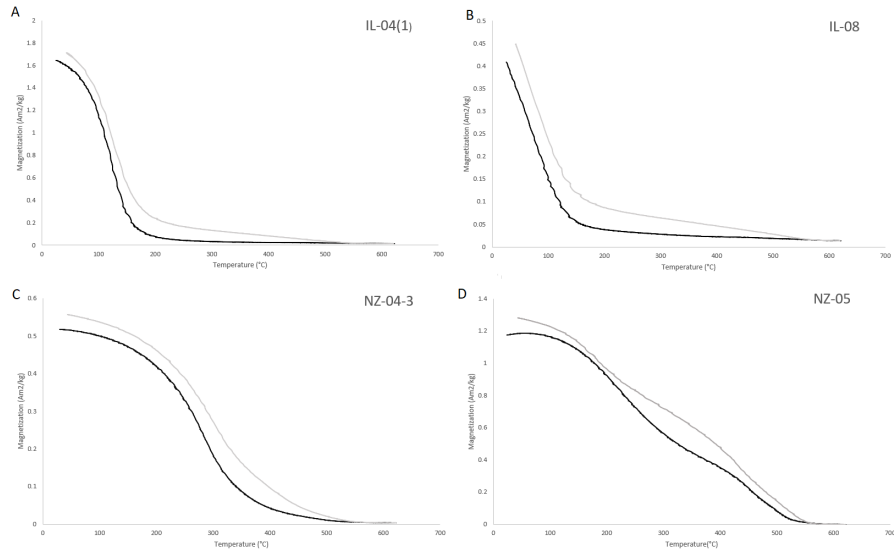 A
IL-04(1)
Magnetization (Am2/kg)
2
1.8
1.6
1.4
1.2
1
0.8
0.6
0.4
0.2
0
0 100 200 300 400 500 600 700
Temperature (°C)
B
IL-08
Magnetization (Am2/kg)
0.5
0.45
0.4
0.35
0.3
0.25
0.2
0.15
0.1
0.05
0
0 100 200 300 400 500 600 700
Temperature (°C)
C
NZ-04-3
Magnetization (Am2/kg)
0.6
0.5
0.4
0.3
0.2
0.1
0
0 100 200 300 400 500 600 700
Temperature (°C)
D
NZ-05
Magnetization (Am2/kg)
1.4
1.2
1
0.8
0.6
0.4
0.2
0
0 100 200 300 400 500 600 700
Temperature(°C)